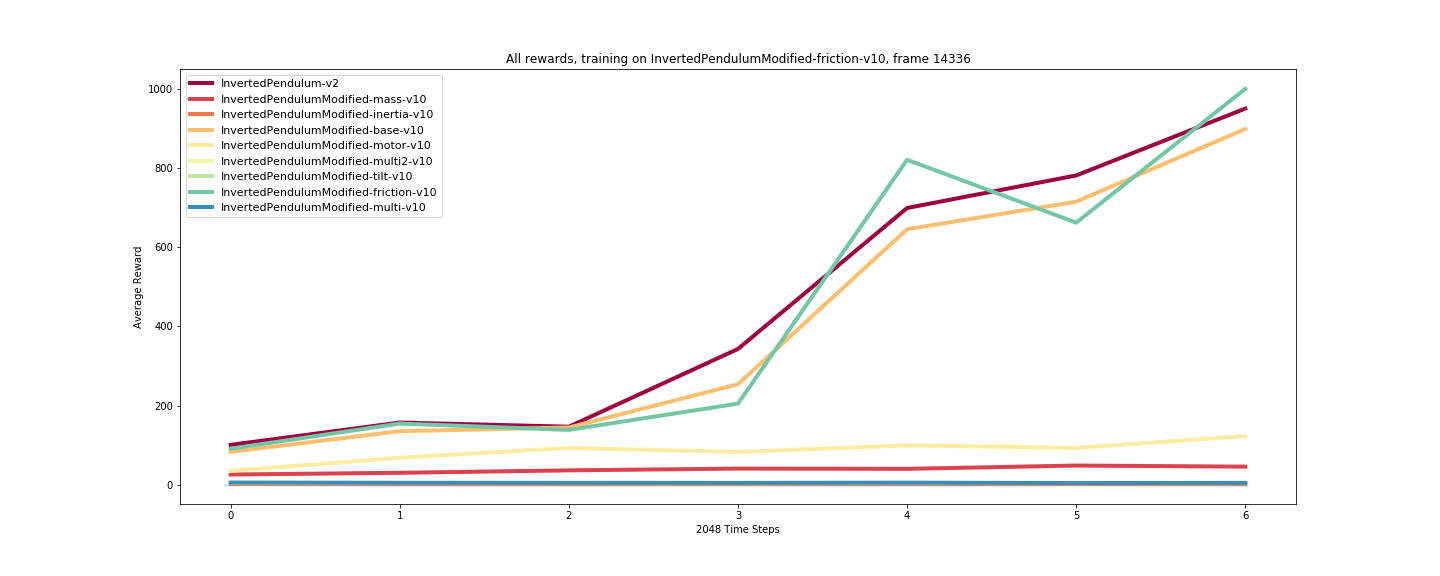 All rewards, training on InvertedPendulumModified-friction-v10, frame 14336
InvertedPendulum-v2
InvertedPendulumModified-mass-v10
InvertedPendulumModified-inertia-v10
InvertedPendulumModified-base-v10
InvertedPendulumModified-motor-v10
InvertedPendulumModified-multi2-v10
InvertedPendulumModified-tilt-v10
InvertedPendulumModified-friction-v10
InvertedPendulumModified-multi-v10
1000
800
600
400
200
0
Average Reward
0 1 2 3 4 5 6
2048 Time Steps